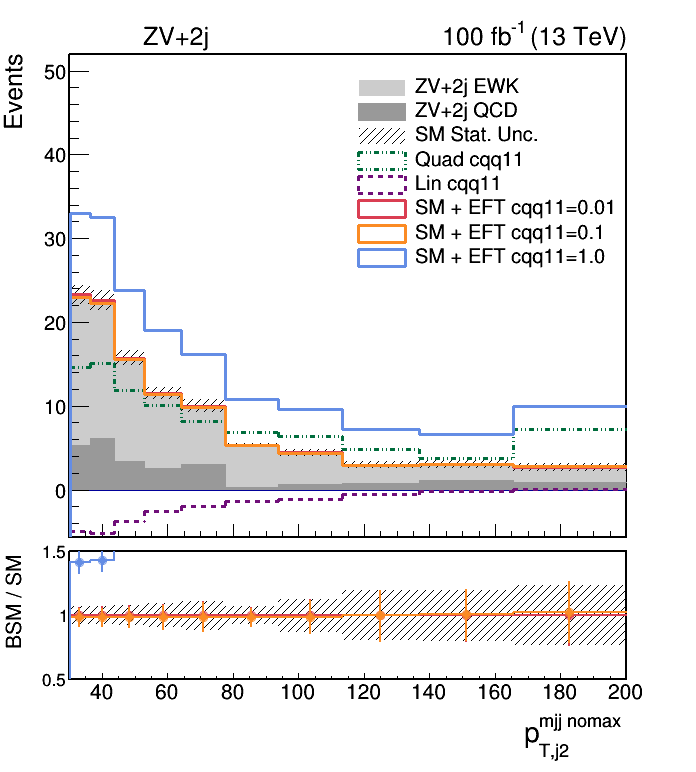 ZV+2j 100 fb-1 (13 TeV)
Events
50
40
30
20
10
0
ZV+2j EWK
ZV+2j QCD
SM Stat. Unc.
Quad cqq11
Lin cqq11
SM + EFT cqq11=0.01
SM + EFT cqq11=0.1
SM + EFT cqq11=1.0
BSM / SM
1.5
1
0.5
40 60 80 100 120 140 160 180 200
p mjj nomax T,j2